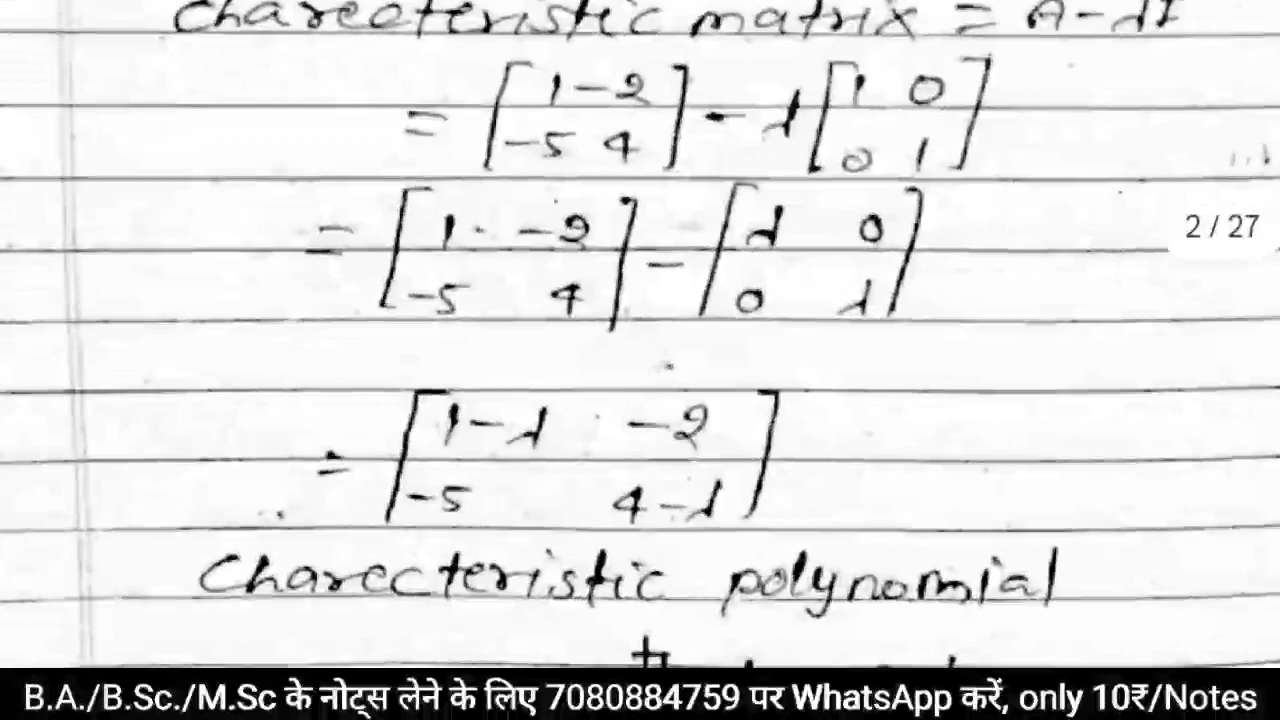 charecteristic matrix = A-λI
= [1 -2
-5 4] - λ[1 0
0 1]
= [1 -2
-5 4] - [λ 0
0 λ]
2 / 27
= [1-λ -2
-5 4-λ]
charecteristic polynomial
B.A./B.Sc./M.Sc के नोट्स लेने के लिए 7080884759 पर WhatsApp करें, only 10₹/Notes